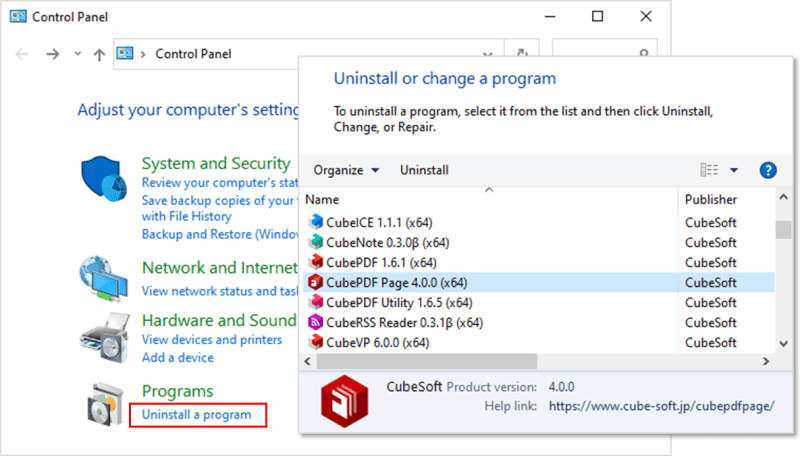 Control Panel
Control Panel
Adjust your computer's setting
System and Security
Review your computer's stat
Save backup copies of your
with File History
Backup and Restore (Window
Network and Internet
View network status and task
Hardware and Sound
View devices and printers
Add a device
Programs
Uninstall a program
Uninstall or change a program
To uninstall a program, select it from the list and then click Uninstall,
Change, or Repair.
Organize Uninstall
Name Publisher
CubeICE 1.1.1 (x64) CubeSoft
CubeNote 0.3.0β (x64) CubeSoft
CubePDF 1.6.1 (x64) CubeSoft
CubePDF Page 4.0.0 (x64) CubeSoft
CubePDF Utility 1.6.5 (x64) CubeSoft
CubeRSS Reader 0.3.1β (x64) CubeSoft
CubeVP 6.0.0 (x64) CubeSoft
CubeSoft Product version: 4.0.0
Help link: https://www.cube-soft.jp/cubepdfpage/